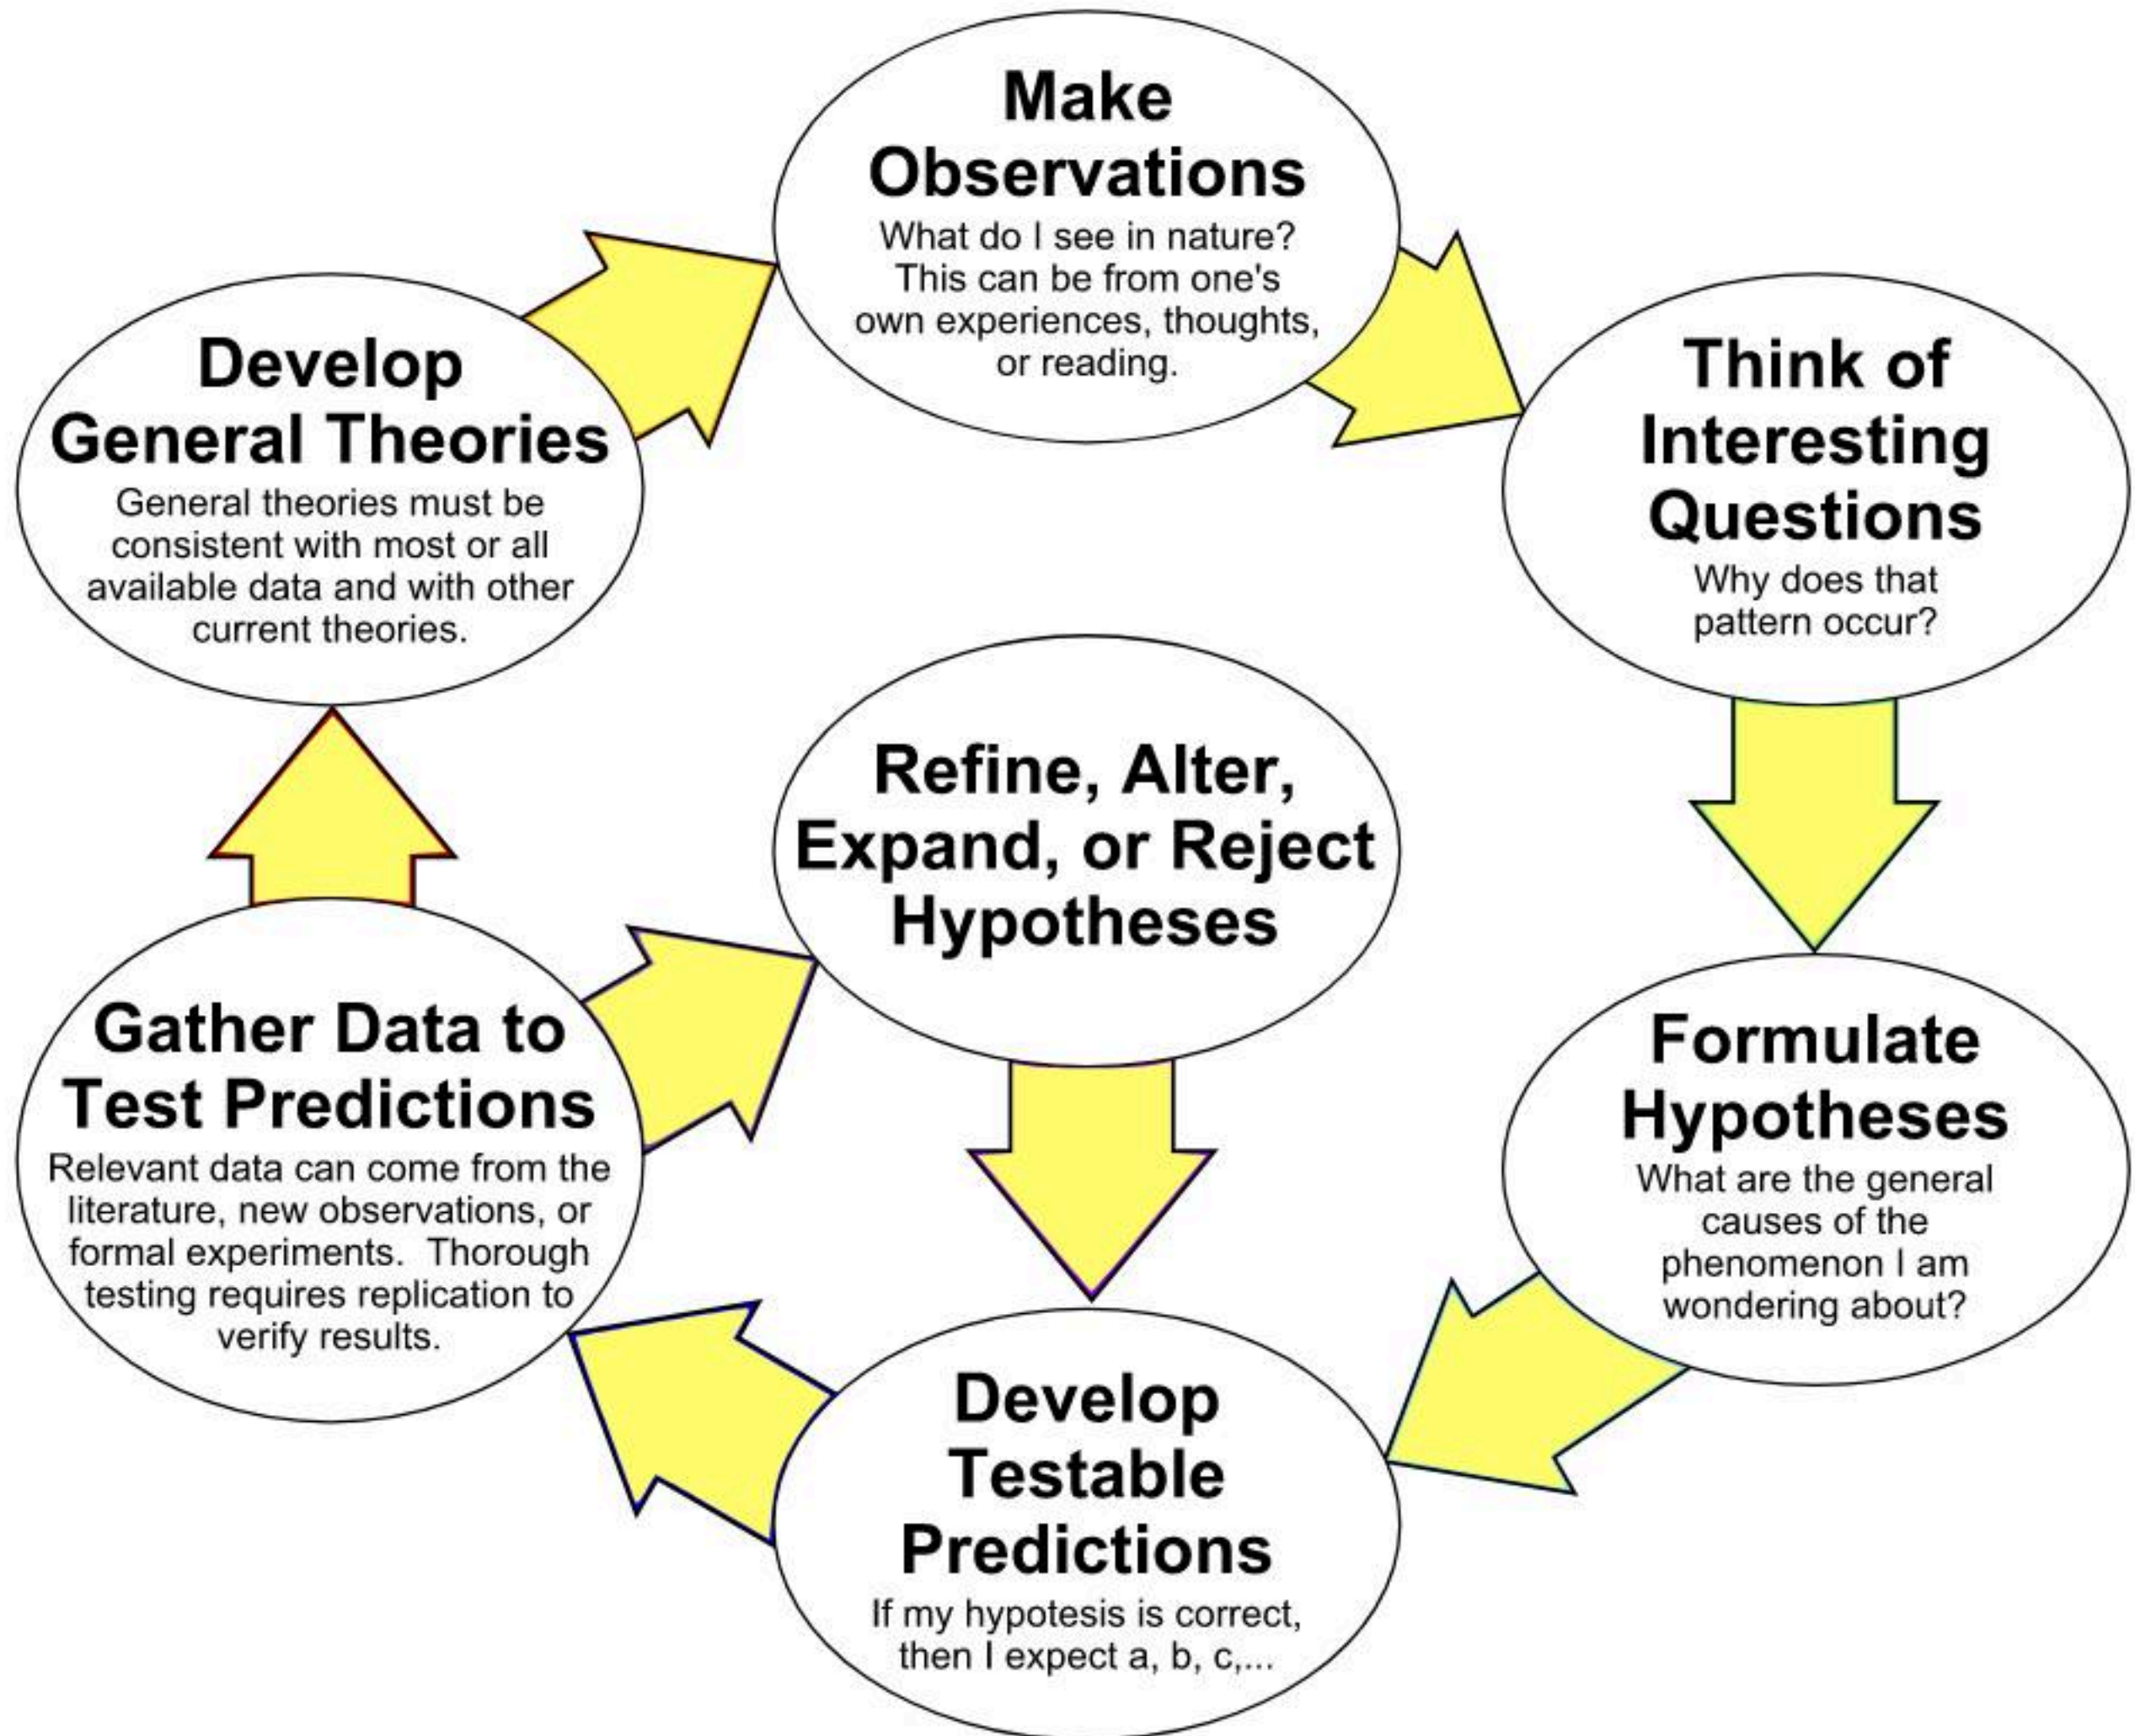 Make
Observations
What do I see in nature?
This can be from one's
own experiences, thoughts,
or reading.
Think of
Interesting
Questions
Why does that
pattern occur?
Formulate
Hypotheses
What are the general
causes of the
phenomenon I am
wondering about?
Develop
Testable
Predictions
If my hypotesis is correct,
then I expect a, b, c,...
Gather Data to
Test Predictions
Relevant data can come from the
literature, new observations, or
formal experiments.  Thorough
testing requires replication to
verify results.
Refine, Alter,
Expand, or Reject
Hypotheses
Develop
General Theories
General theories must be
consistent with most or all
available data and with other
current theories.